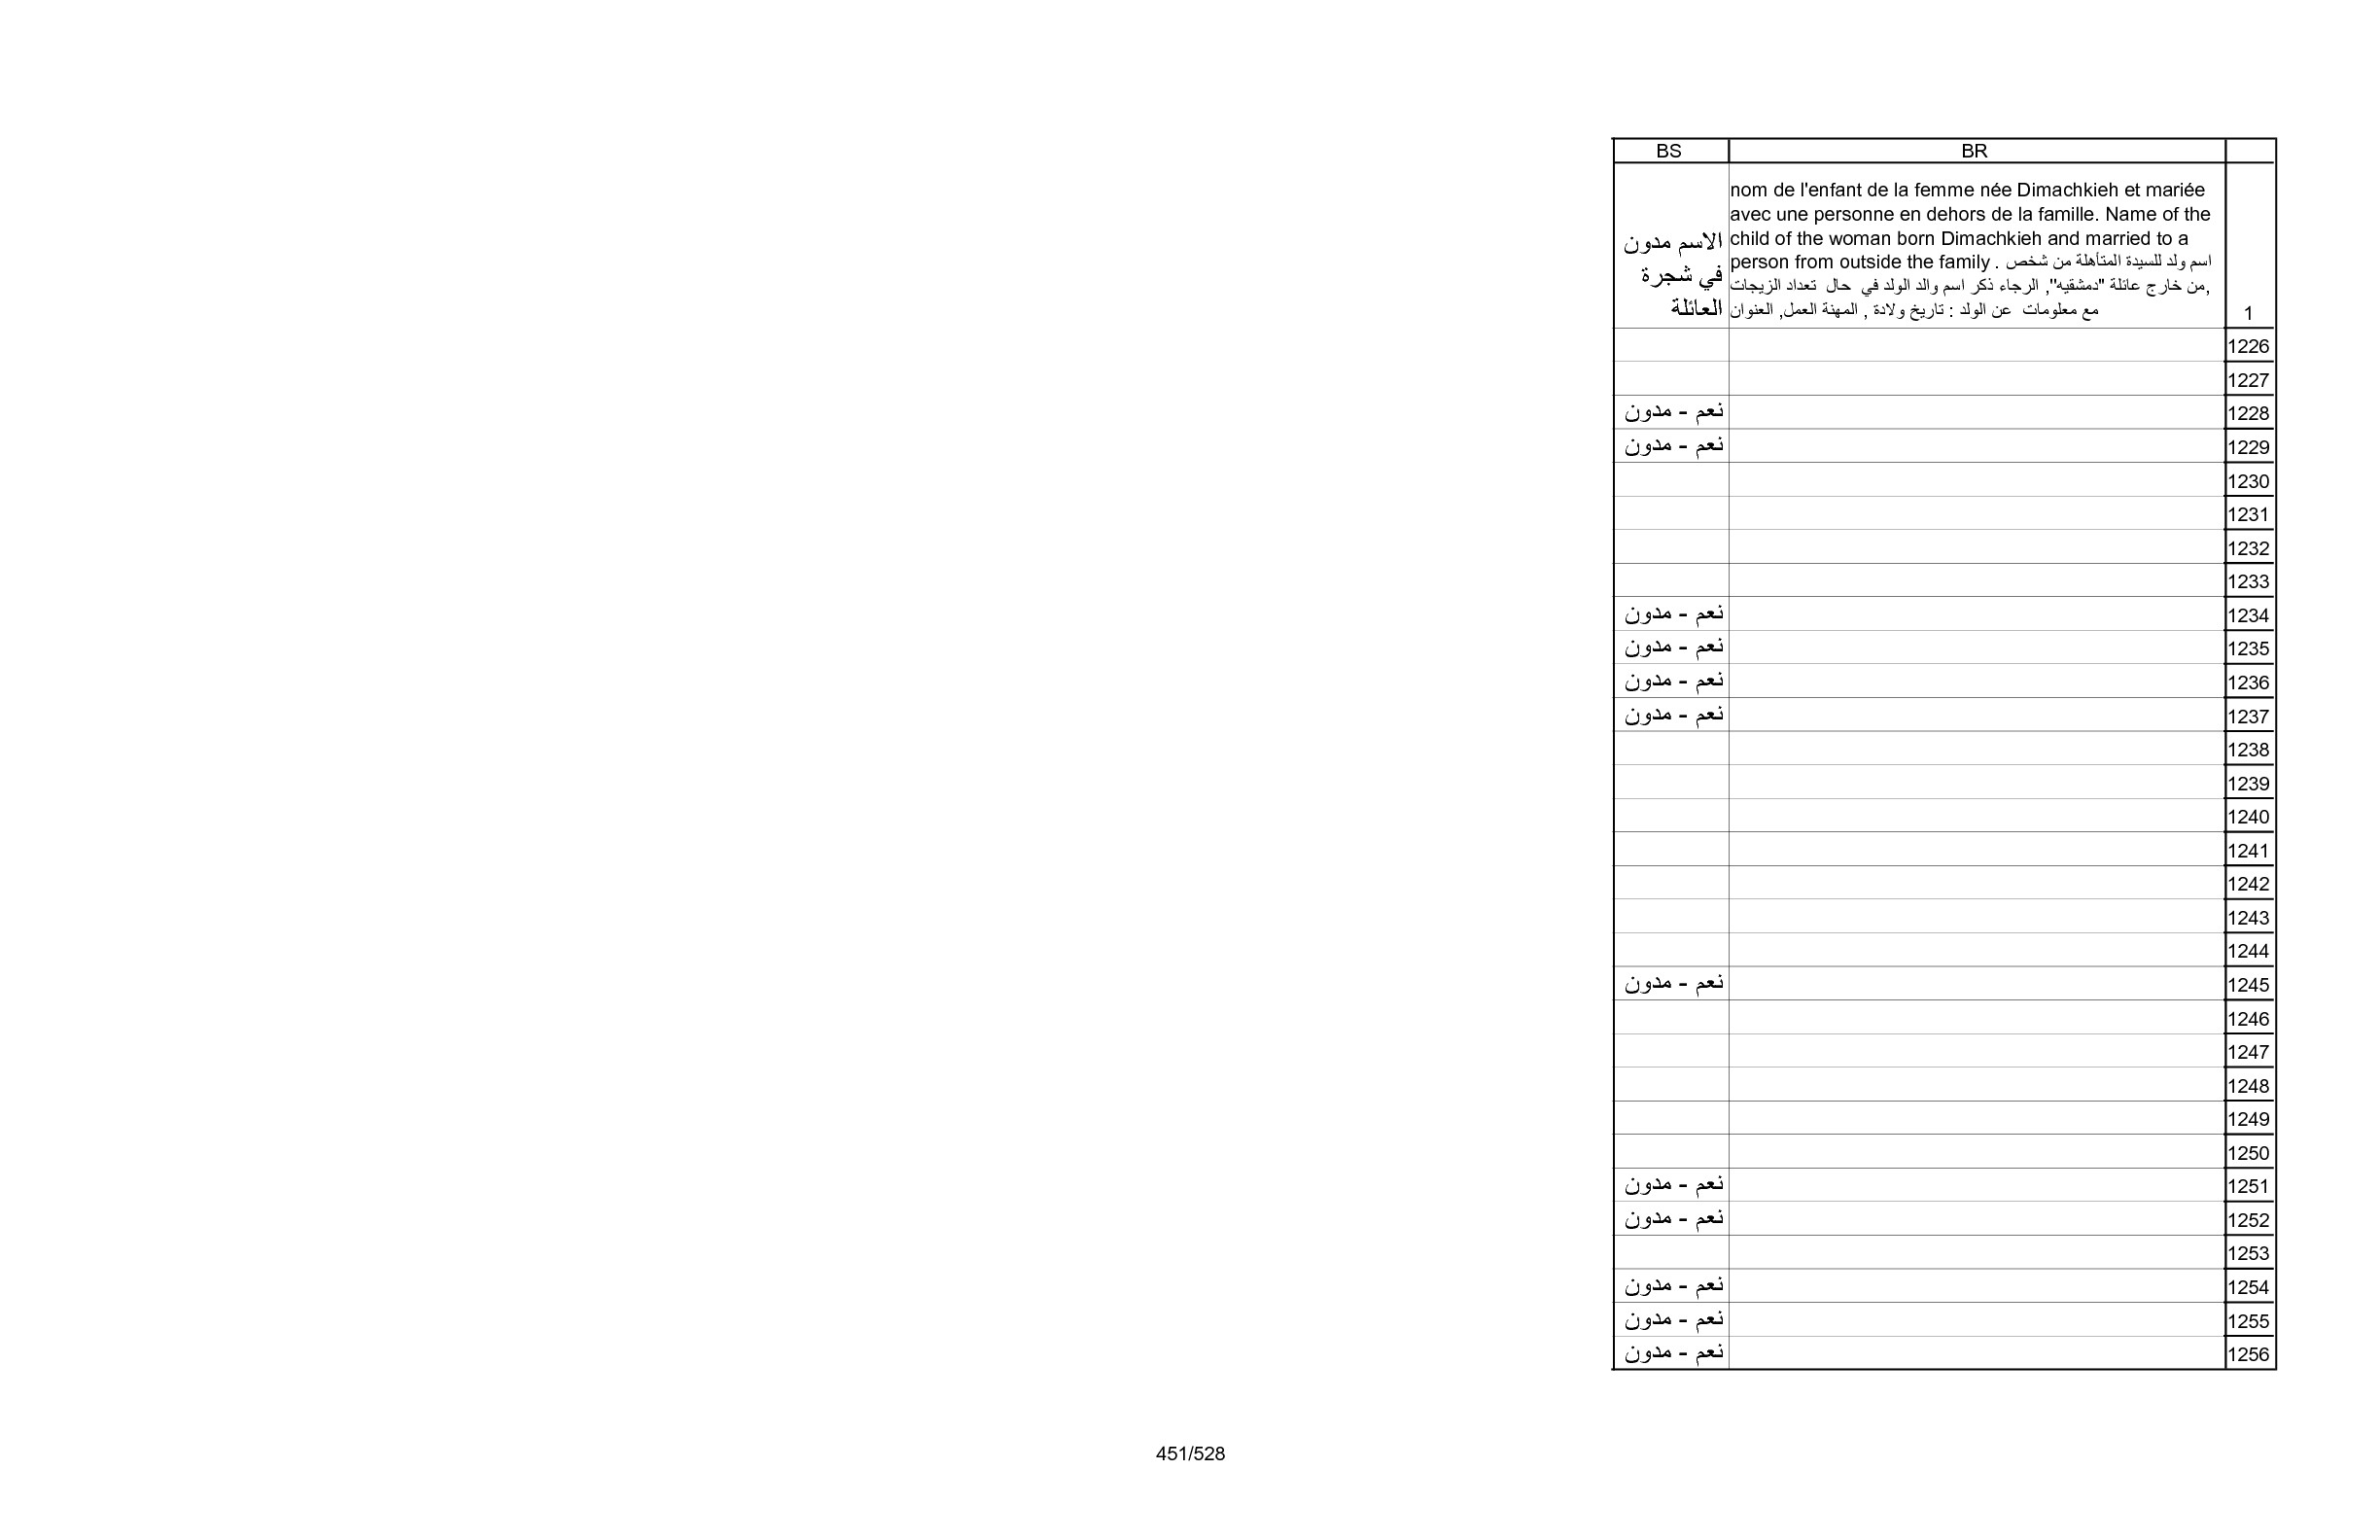 BR	BS
nom de l'enfant de la femme née Dimachkieh et mariée
avec une personne en dehors de la famille. Name of the
child of the woman born Dimachkieh and married to a
person from outside the family . اسم ولد للسيدة المتأهلة من شخص
من خارج عائلة "دمشقيه", الرجاء ذكر اسم والد الولد في حال تعداد الزيجات,
مع معلومات عن الولد : تاريخ ولادة , المهنة العمل, العنوان
الاسم مدون
في شجرة
العائلة
1
1226
1227
1228 نعم - مدون
1229 نعم - مدون
1230
1231
1232
1233
1234 نعم - مدون
1235 نعم - مدون
1236 نعم - مدون
1237 نعم - مدون
1238
1239
1240
1241
1242
1243
1244
1245 نعم - مدون
1246
1247
1248
1249
1250
1251 نعم - مدون
1252 نعم - مدون
1253
1254 نعم - مدون
1255 نعم - مدون
1256 نعم - مدون
451/528